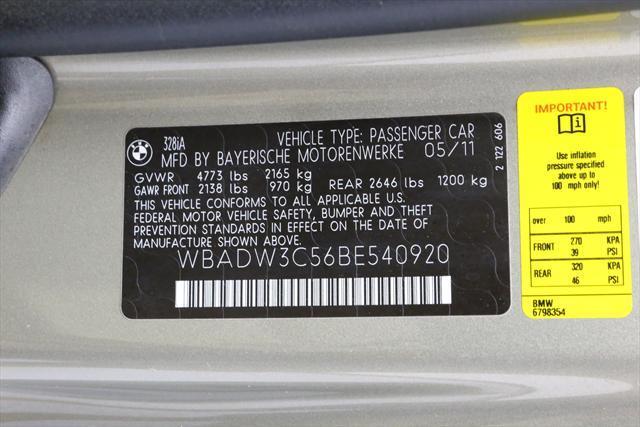 BMW
328iA
VEHICLE TYPE: PASSENGER CAR
MFD BY BAYERISCHE MOTORENWERKE 05/11
GVWR 4773 lbs 2165 kg
GAWR FRONT 2138 lbs 970 kg REAR 2646 lbs 1200 kg
THIS VEHICLE CONFORMS TO ALL APPLICABLE U.S.
FEDERAL MOTOR VEHICLE SAFETY, BUMPER AND THEFT
PREVENTION STANDARDS IN EFFECT ON THE DATE
OF MANUFACTURE SHOWN ABOVE.
WBADW3C56BE540920
2 122 606
IMPORTANT!
Use inflation
pressure specified
above if up to
100 mph only!
over 100 mph
FRONT 270 KPA
39 PSI
REAR 320 KPA
46 PSI
BMW
6798354